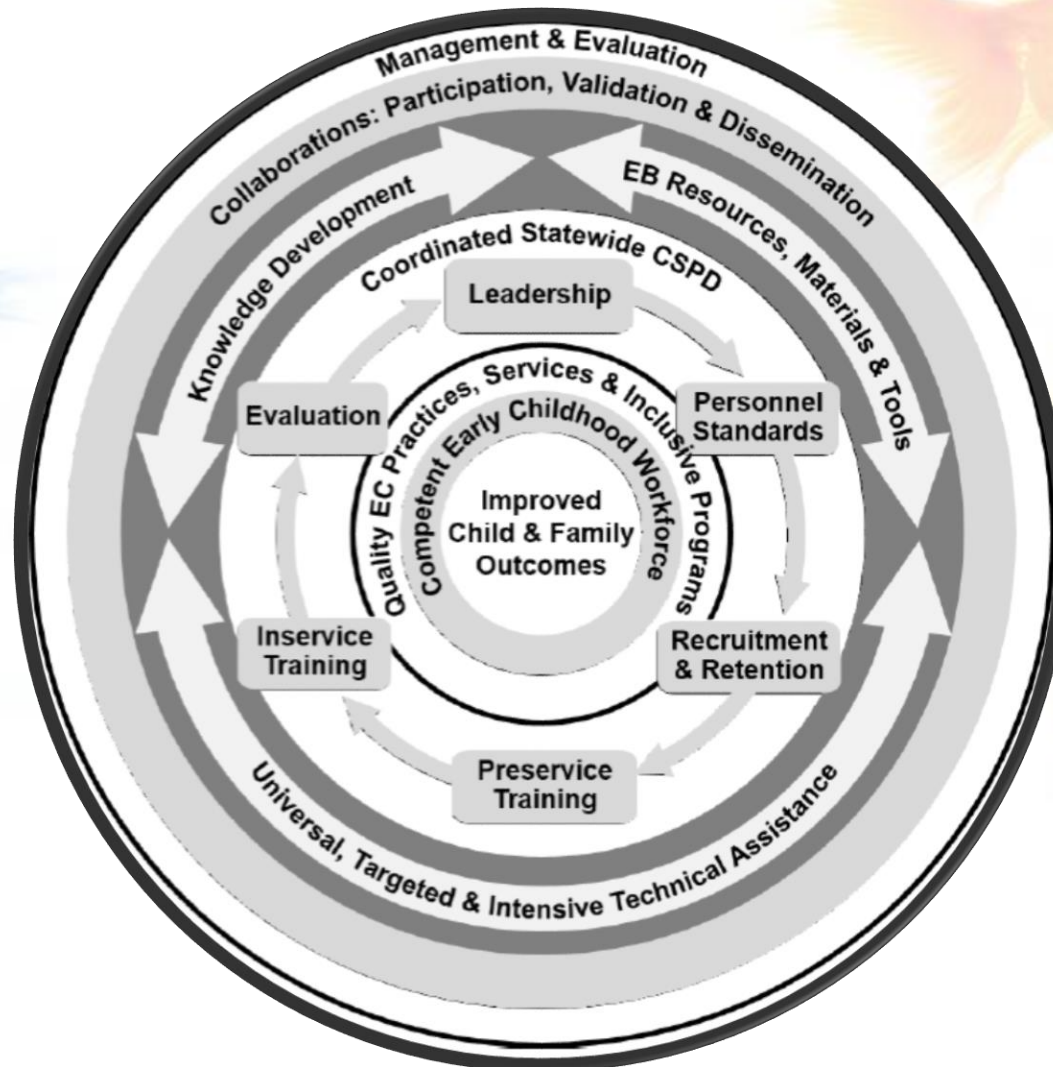 Management & Evaluation
Collaborations: Participation, Validation & Dissemination
Knowledge Development
EB Resources, Materials & Tools
Coordinated Statewide CSPD
Leadership
Personnel
Standards
Recruitment
& Retention
Preservice
Training
Inservice
Training
Evaluation
Quality EC Practices, Services & Inclusive Programs
Competent Early Childhood Workforce
Improved
Child & Family
Outcomes
Universal, Targeted & Intensive Technical Assistance